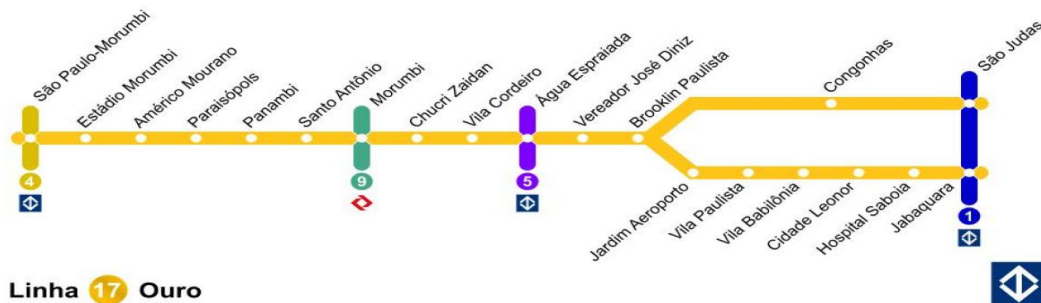 São Paulo-Morumbi
Estádio Morumbi
Américo Mourano
Paraisópols
Panambi
Santo Antônio
Morumbi
Chucri Zaidan
Vila Cordeiro
Água Espraiada
Vereador José Diniz
Brooklin Paulista
Congonhas
São Judas
Jardim Aeroporto
Vila Paulista
Vila Babilônia
Cidade Leonor
Hospital Saboia
Jabaquara
4
9
5
1
Linha 17 Ouro